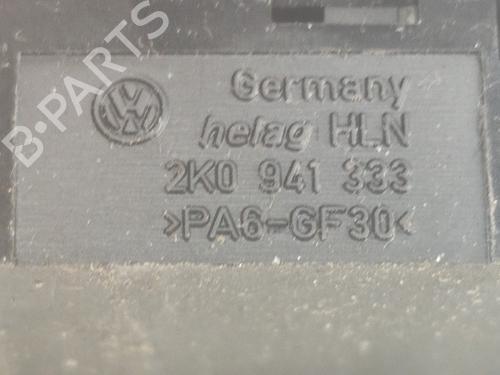 B-PARTS
Germany
helag HLN
2K0 941 333
>PA6-GF30<